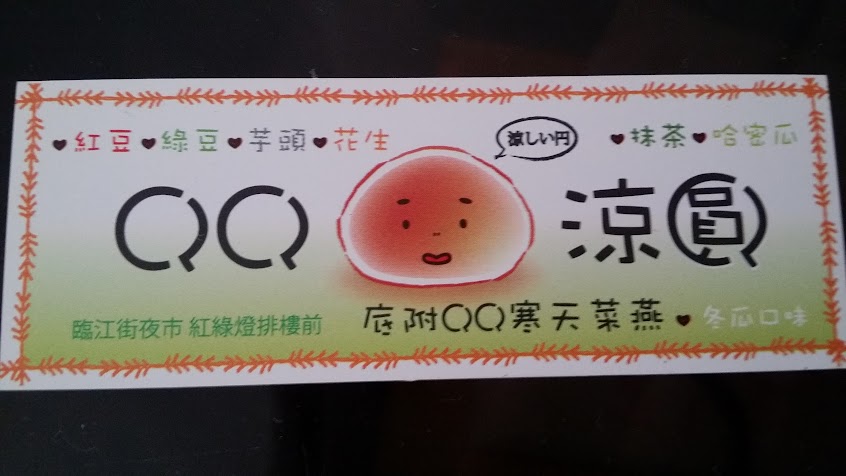 ♥紅豆♥綠豆♥芋頭♥花生
涼しい円
♥抹茶♥哈密瓜
QQ
涼圓
臨江街夜市 紅綠燈排樓前
底附QQ寒天菜燕♥冬瓜口味